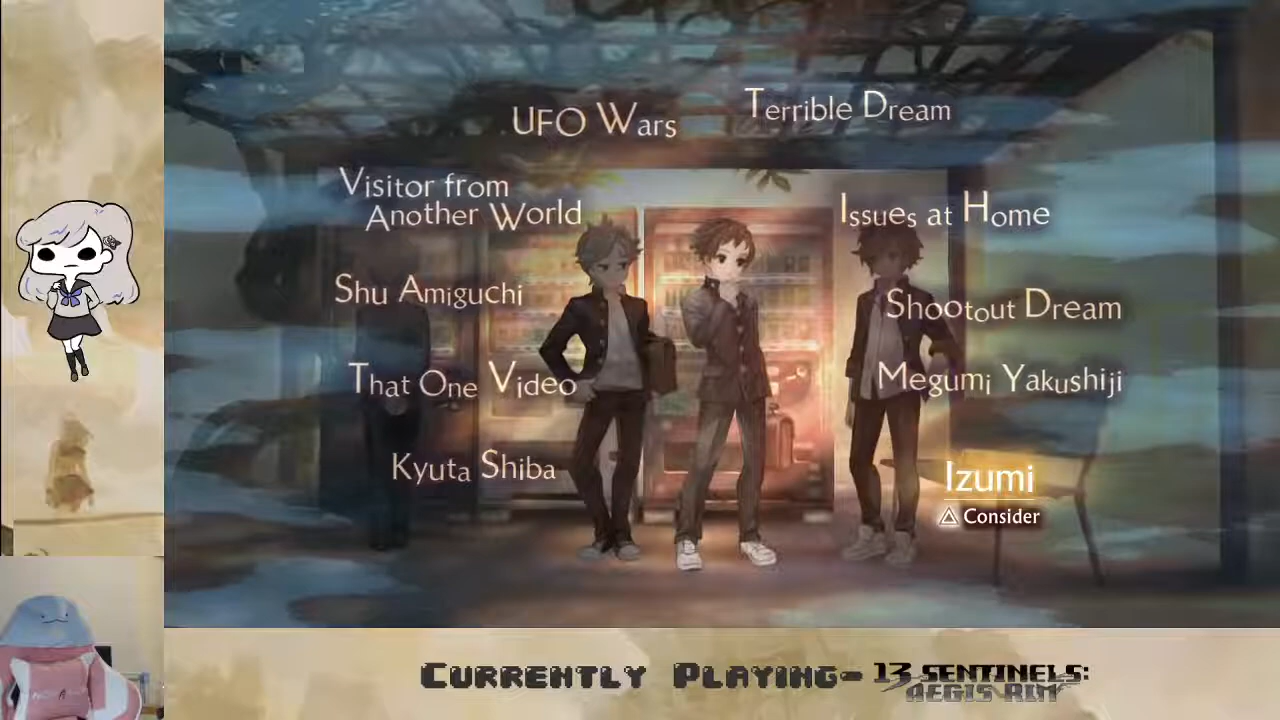 UFO Wars
Terrible Dream
Visitor from
Another World
Issues at Home
Shu Amiguchi
Shootout Dream
That One Video
Megumi Yakushiji
Kyuta Shiba
Izumi
Consider
Currently Playing- 13 SENTINELS:
AEGIS RIM